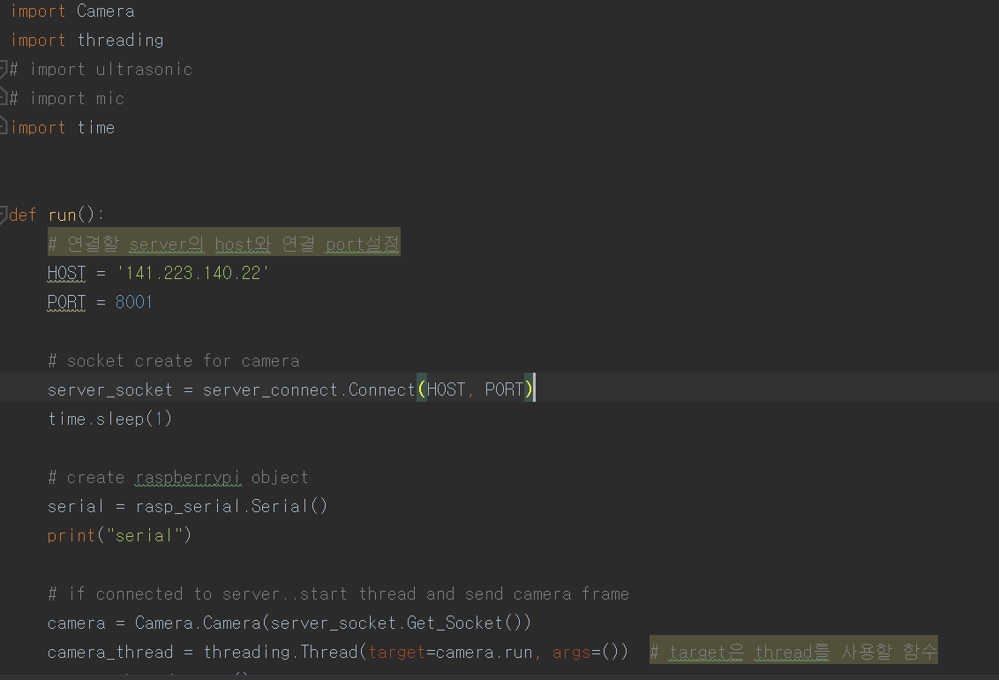 import Camera
import threading
# import ultrasonic
# import mic
import time
def run():
# 연결할 server의 host와 연결 port설정
HOST = '141.223.140.22'
PORT = 8001
# socket create for camera
server_socket = server_connect.Connect(HOST, PORT)
time.sleep(1)
# create raspberrypi object
serial = rasp_serial.Serial()
print("serial")
# if connected to server..start thread and send camera frame
camera = Camera.Camera(server_socket.Get_Socket())
camera_thread = threading.Thread(target=camera.run, args=()) # target은 thread를 사용할 함수